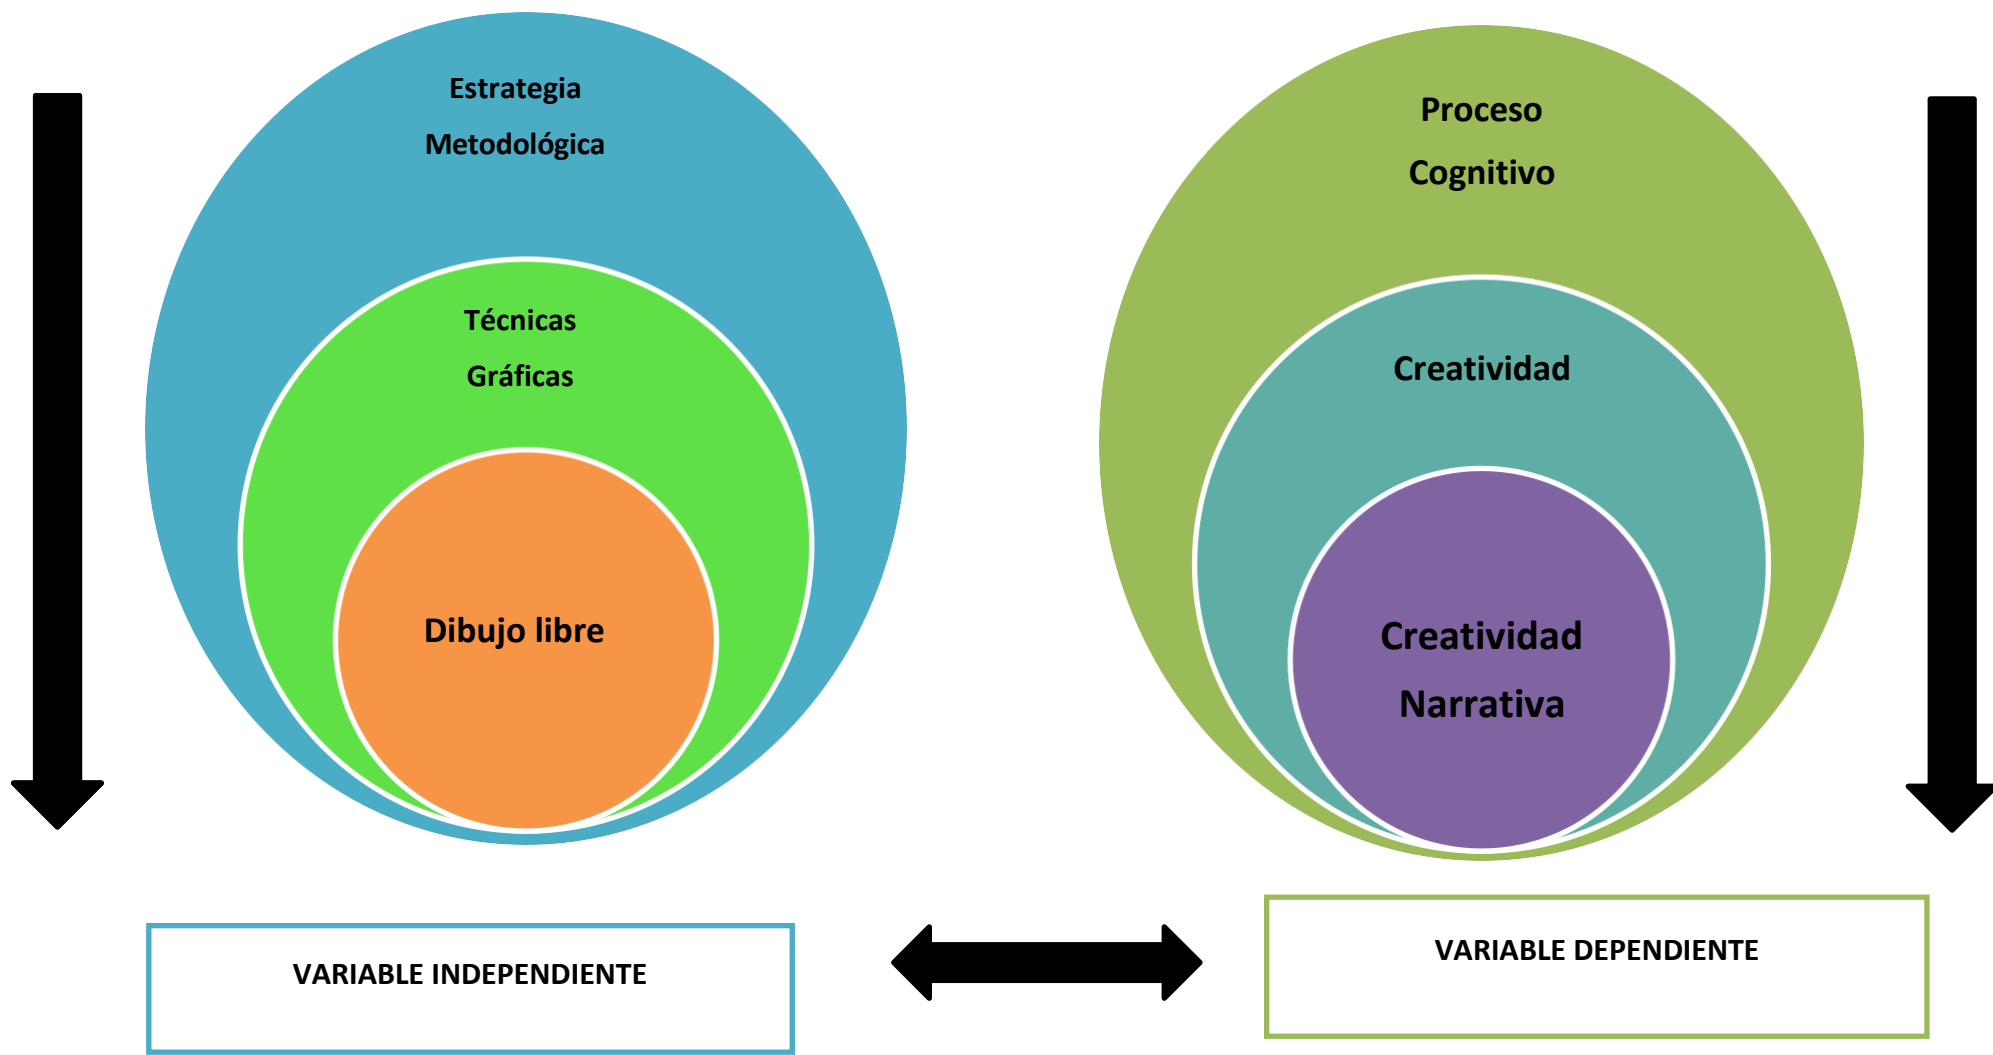 Estrategia
Metodológica
Técnicas
Gráficas
Dibujo libre
VARIABLE INDEPENDIENTE
Proceso
Cognitivo
Creatividad
Creatividad
Narrativa
VARIABLE DEPENDIENTE